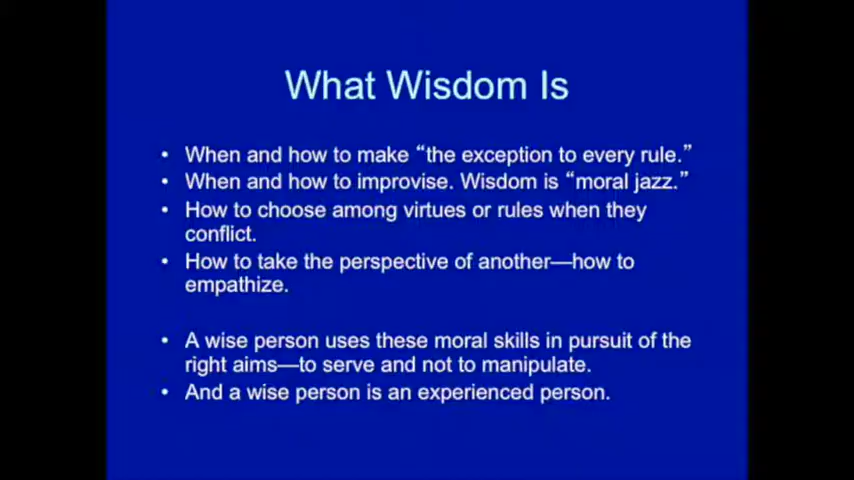 What Wisdom Is
• When and how to make “the exception to every rule.”
• When and how to improvise. Wisdom is “moral jazz.”
• How to choose among virtues or rules when they
conflict.
• How to take the perspective of another—how to
empathize.
• A wise person uses these moral skills in pursuit of the
right aims—to serve and not to manipulate.
• And a wise person is an experienced person.